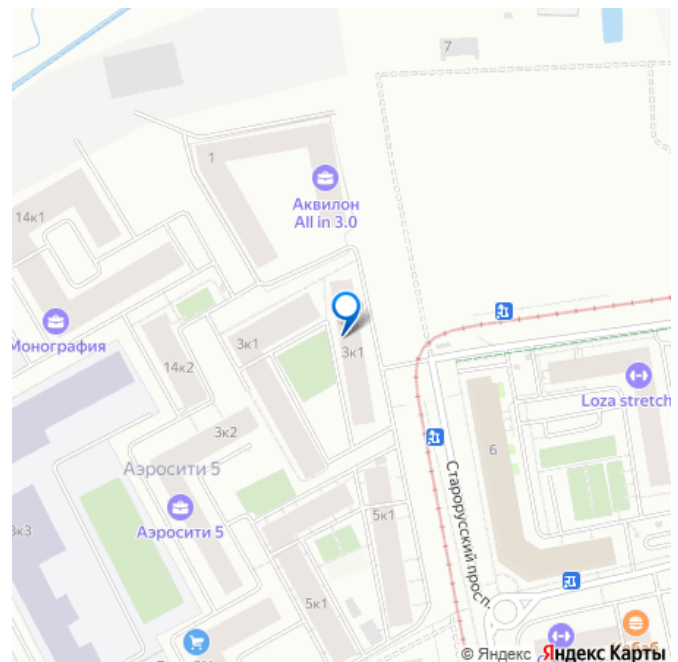 7
1
Аквилон
All in 3.0
14к1
Монография
3к1
3к1
14к2
Loza stretch
3к2
6
Аэросити 5
Старорусский просп.
Аэросити 5
5к1
3к3
5к1
© Яндекс Яндекс Карты